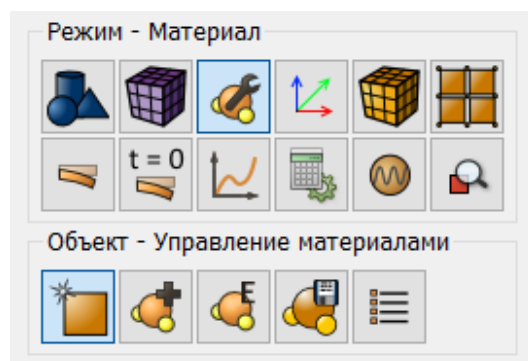 Режим - Материал
t = 0
Объект - Управление материалами
E